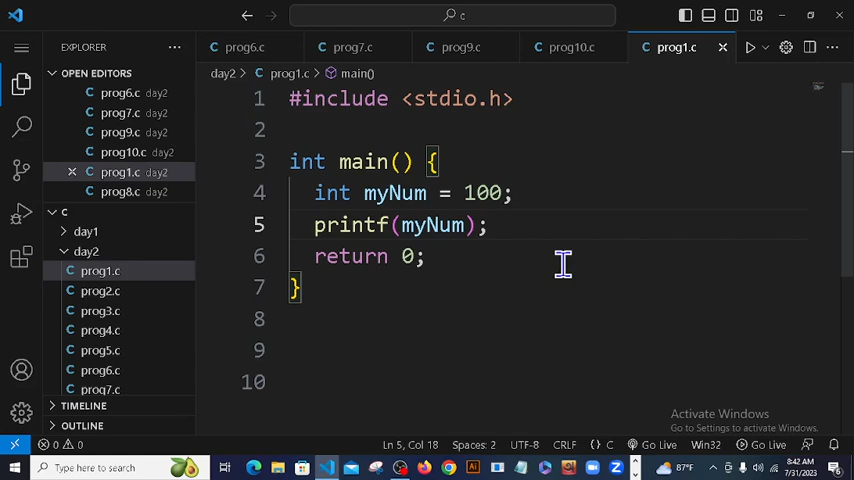 c
EXPLORER
prog6.c
prog7.c
prog9.c
prog10.c
prog1.c
OPEN EDITORS
prog6.c day2
prog7.c day2
prog9.c day2
prog10.c day2
prog1.c day2
prog8.c day2
C
day1
day2
prog1.c
prog2.c
prog3.c
prog4.c
prog5.c
prog6.c
prog7.c
TIMELINE
OUTLINE
day2 > C prog1.c > main()
1 #include <stdio.h>
2
3 int main() {
4 int myNum = 100;
5 printf(myNum);
6 return 0;
7 }
8
9
10
Activate Windows
Go to Settings to activate Windows.
0 0
Ln 5, Col 18
Spaces: 2
UTF-8
CRLF
{} C
Go Live
Win32
Go Live
Type here to search
87°F
8:42 AM
7/31/2023